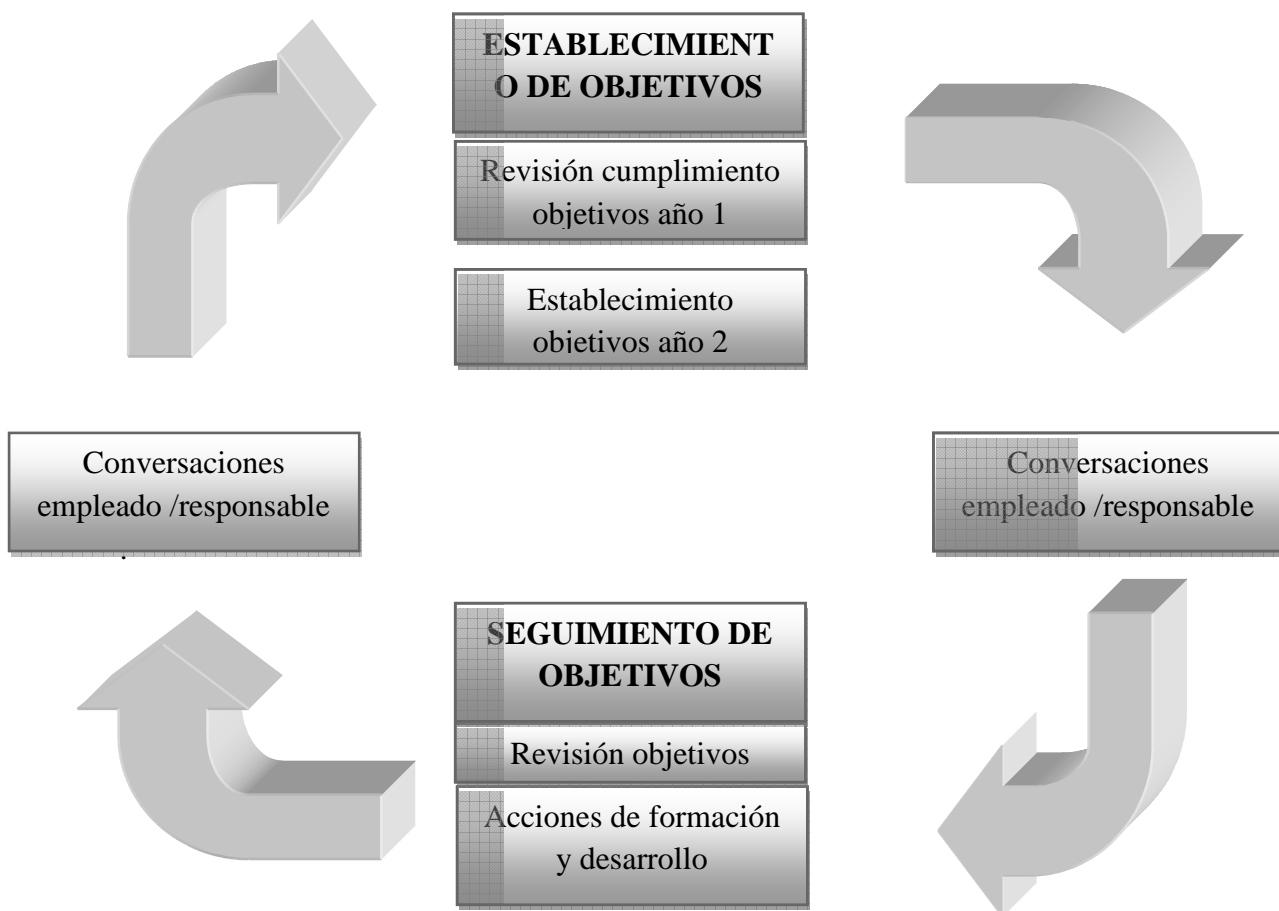 ESTABLECIMIENT
O DE OBJETIVOS
Revisión cumplimiento
objetivos año 1
Establecimiento
objetivos año 2
Conversaciones
empleado /responsable
Conversaciones
empleado /responsable
SEGUIMIENTO DE
OBJETIVOS
Revisión objetivos
Acciones de formación
y desarrollo